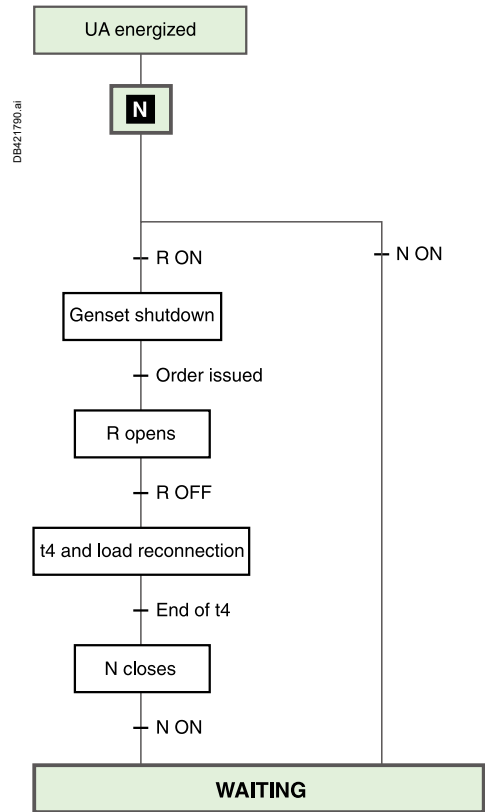 UA energized
DB421790.ai
N
R ON
N ON
Genset shutdown
Order issued
R opens
R OFF
t4 and load reconnection
End of t4
N closes
N ON
WAITING